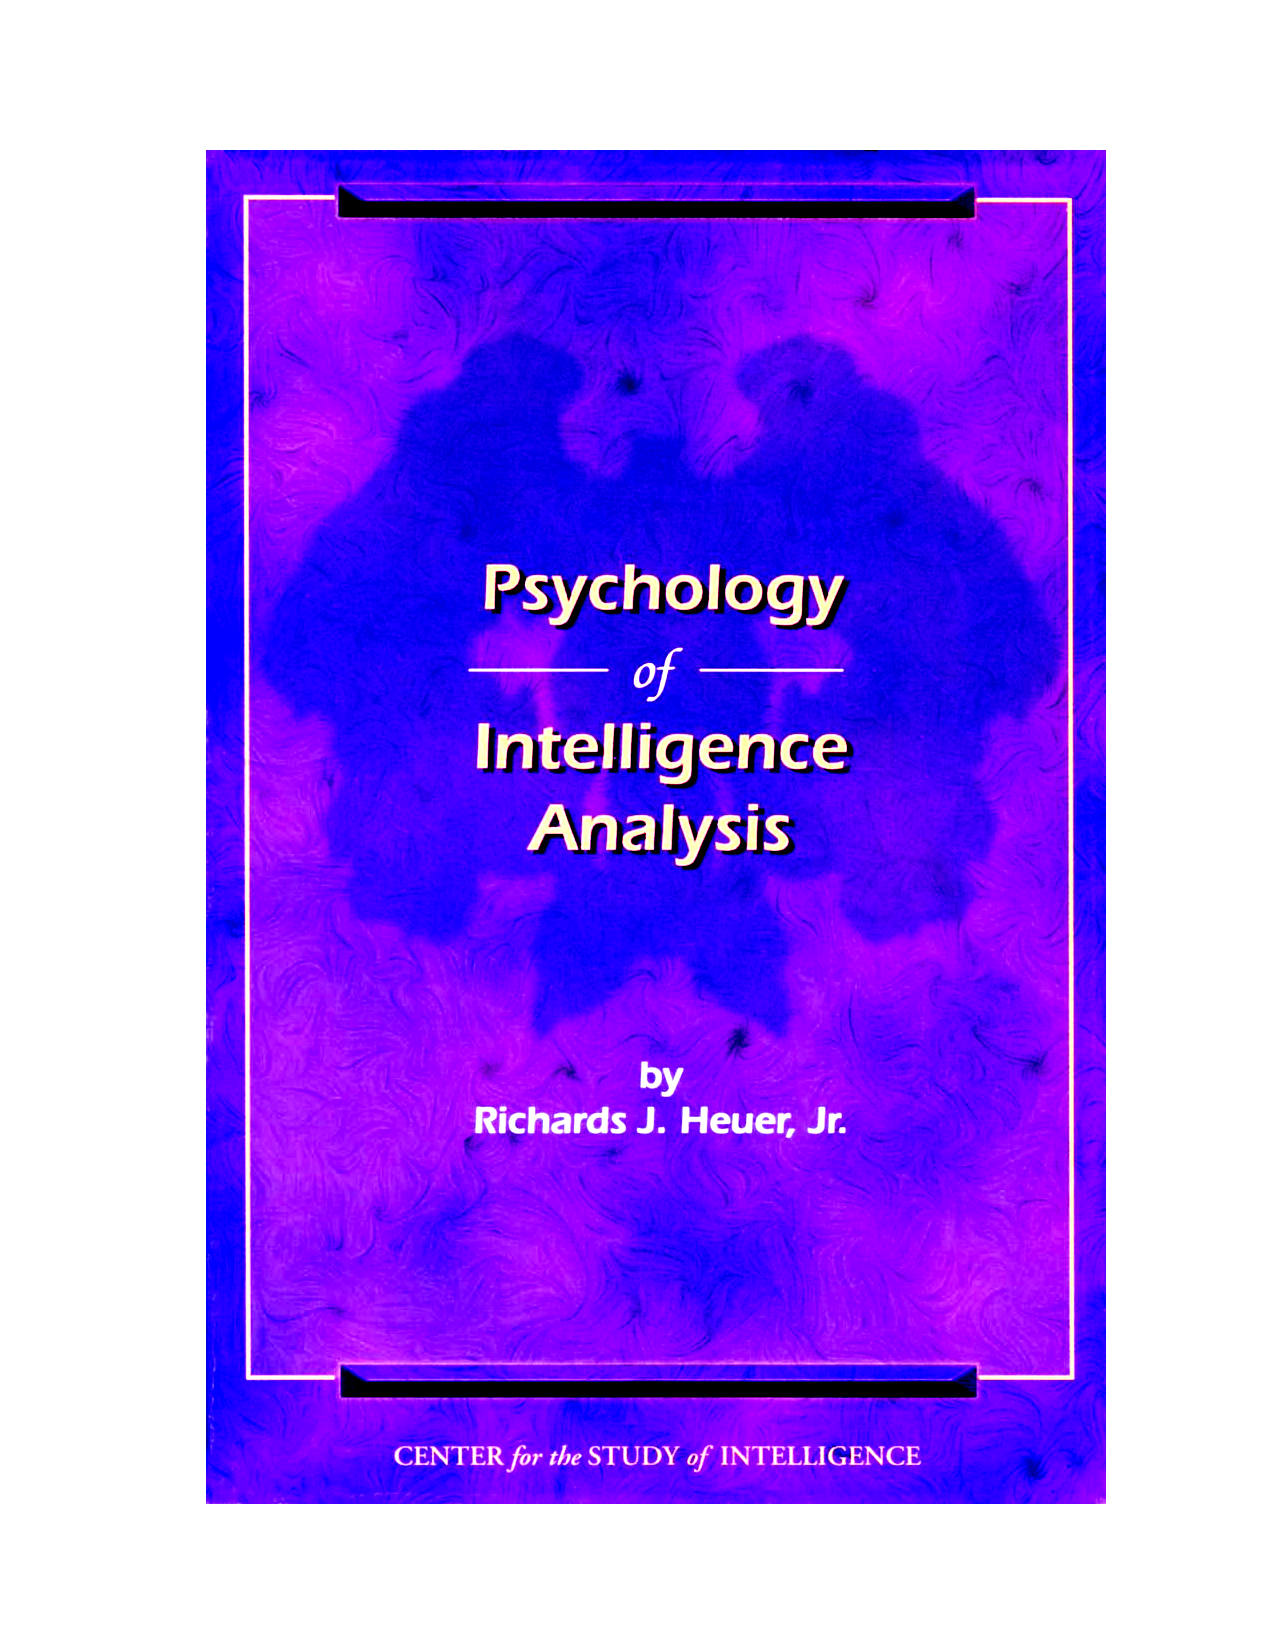 Psychology
of
Intelligence
Analysis
by
Richards J. Heuer, Jr.
CENTER for the STUDY of INTELLIGENCE